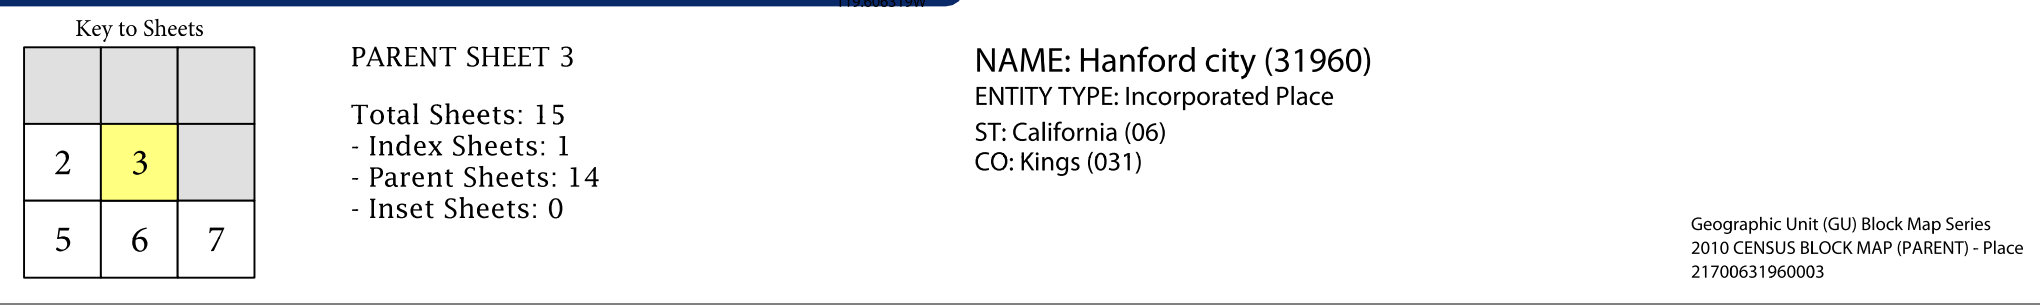 Key to Sheets
2 3
5 6 7
PARENT SHEET 3
Total Sheets: 15
- Index Sheets: 1
- Parent Sheets: 14
- Inset Sheets: 0
NAME: Hanford city (31960)
ENTITY TYPE: Incorporated Place
ST: California (06)
CO: Kings (031)
Geographic Unit (GU) Block Map Series
2010 CENSUS BLOCK MAP (PARENT) - Place
21700631960003